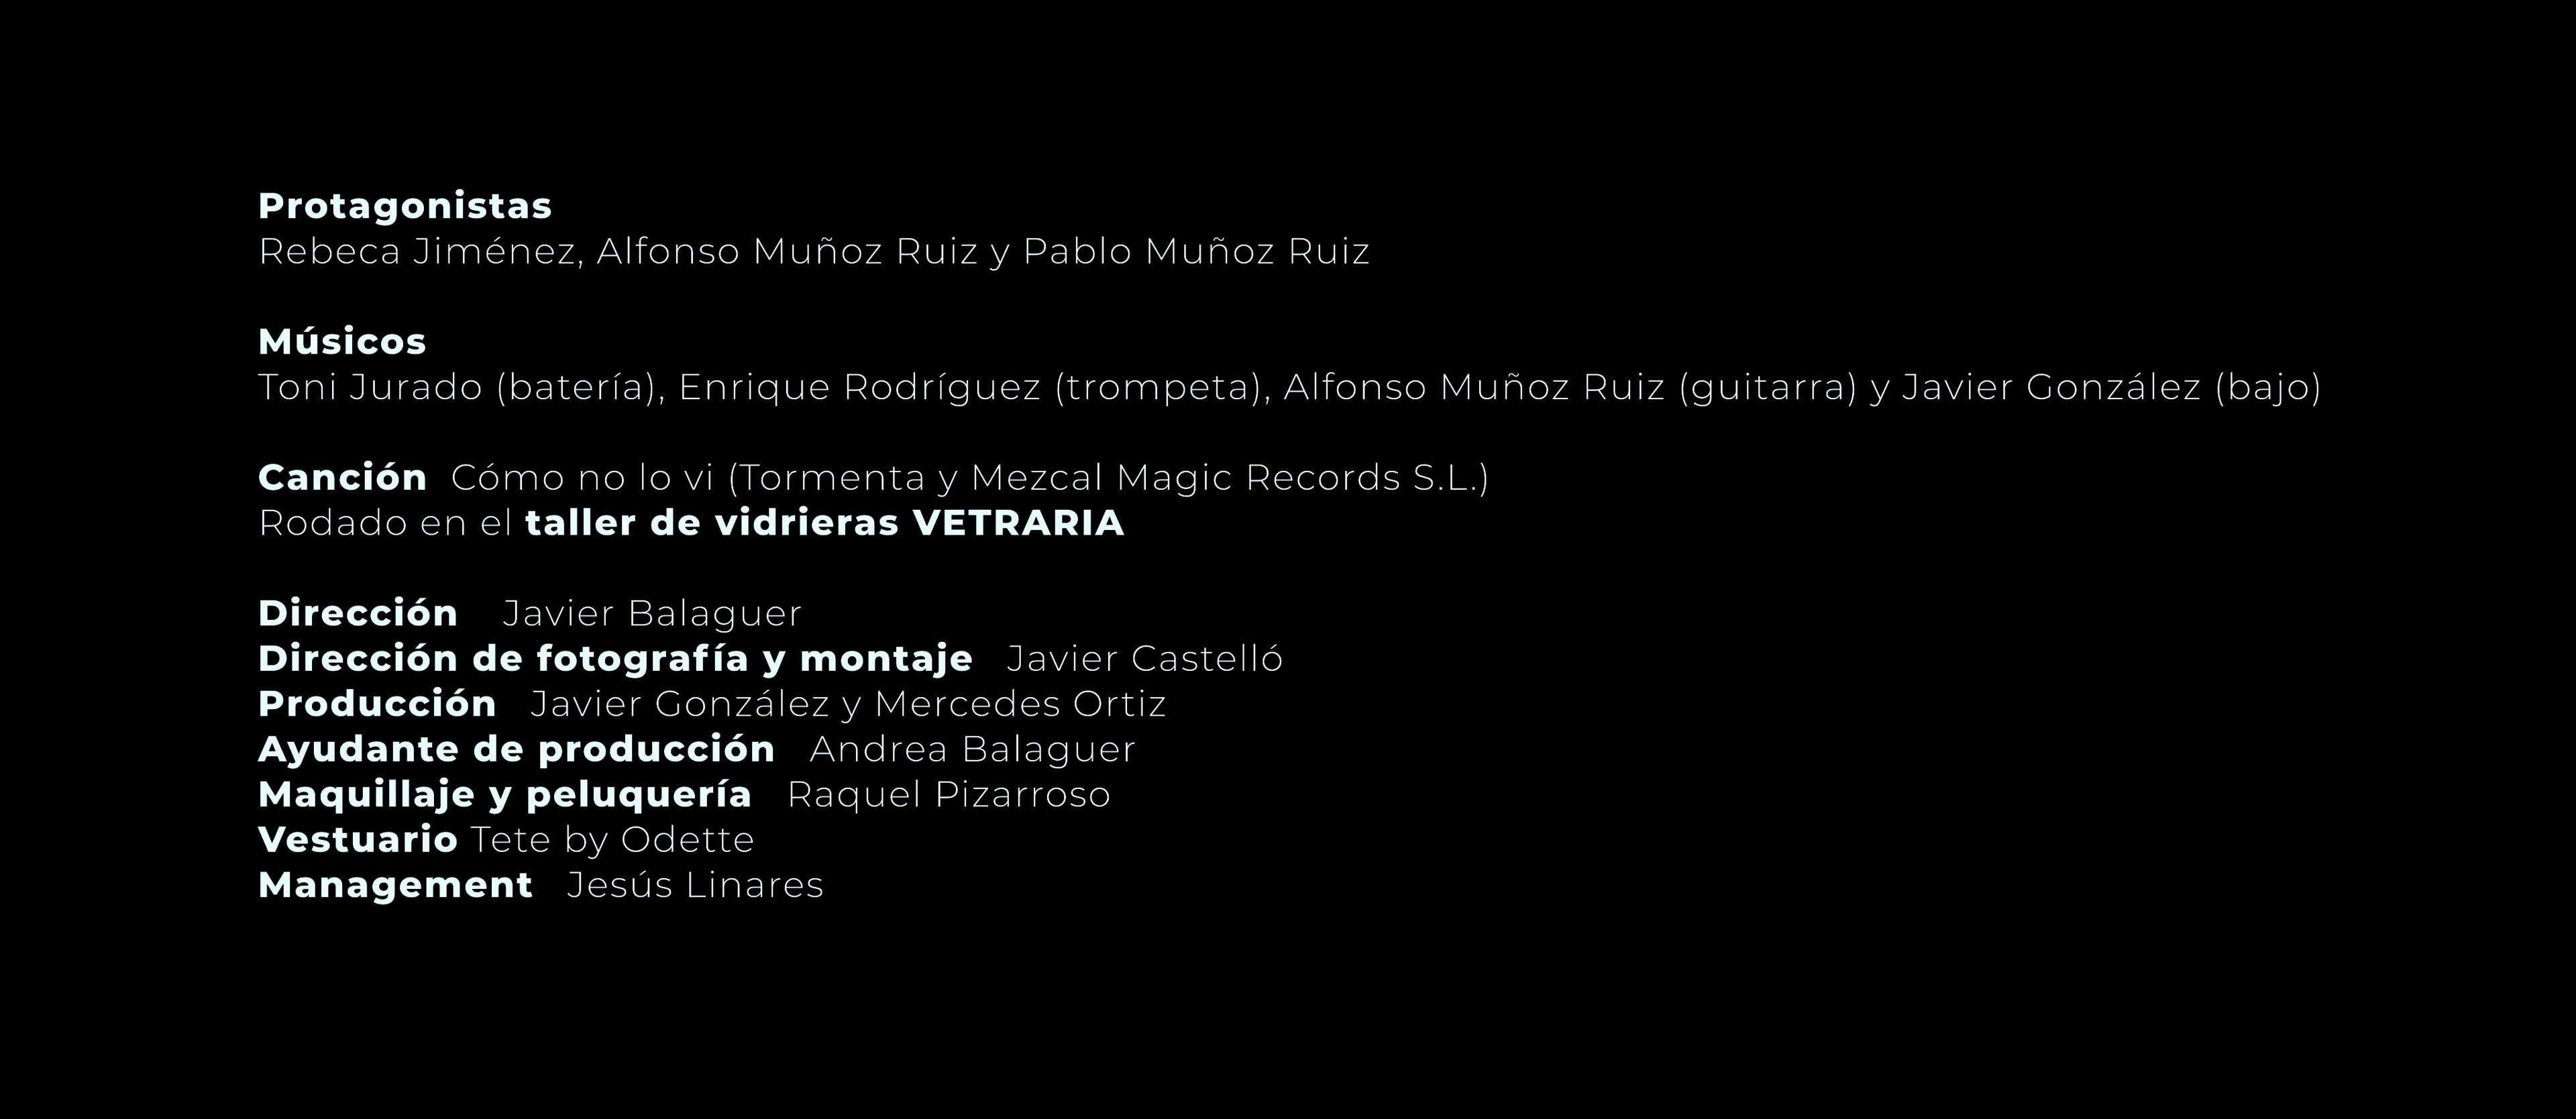 Protagonistas
Rebeca Jiménez, Alfonso Muñoz Ruiz y Pablo Muñoz Ruiz
Músicos
Toni Jurado (batería), Enrique Rodríguez (trompeta), Alfonso Muñoz Ruiz (guitarra) y Javier González (bajo)
Canción Cómo no lo vi (Tormenta y Mezcal Magic Records S.L.)
Rodado en el taller de vidrieras VETRARIA
Dirección Javier Balaguer
Dirección de fotografía y montaje Javier Castelló
Producción Javier González y Mercedes Ortiz
Ayudante de producción Andrea Balaguer
Maquillaje y peluquería Raquel Pizarroso
Vestuario Tete by Odette
Management Jesús Linares